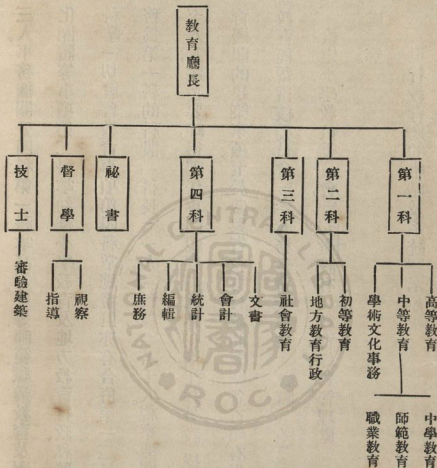 教育廳長
第一科
第二科
第三科
第四科
祕書
督學
技士
高等教育
中等教育
學術文化事務
初等教育
地方教育行政
社會教育
文書
會計
統計
編輯
庶務
視察
指導
審驗建築
中學教育
師範教育
職業教育
NATIONAL CENTRAL LIBRARY
ROC